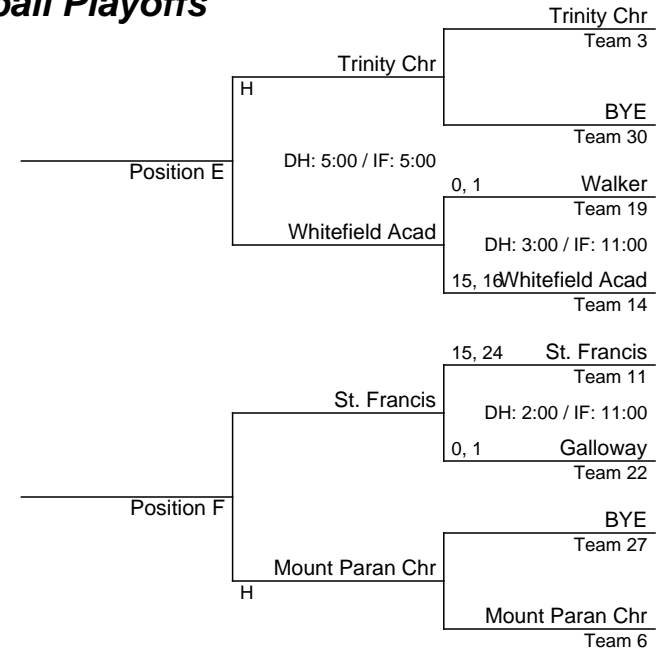 ball Playoffs
Trinity Chr
Team 3
Trinity Chr
H
BYE
Team 30
DH: 5:00 / IF: 5:00
Position E
0, 1 Walker
Team 19
Whitefield Acad
DH: 3:00 / IF: 11:00
15, 16 Whitefield Acad
Team 14
15, 24 St. Francis
Team 11
St. Francis
DH: 2:00 / IF: 11:00
0, 1 Galloway
Team 22
Position F
BYE
Team 27
Mount Paran Chr
H
Mount Paran Chr
Team 6